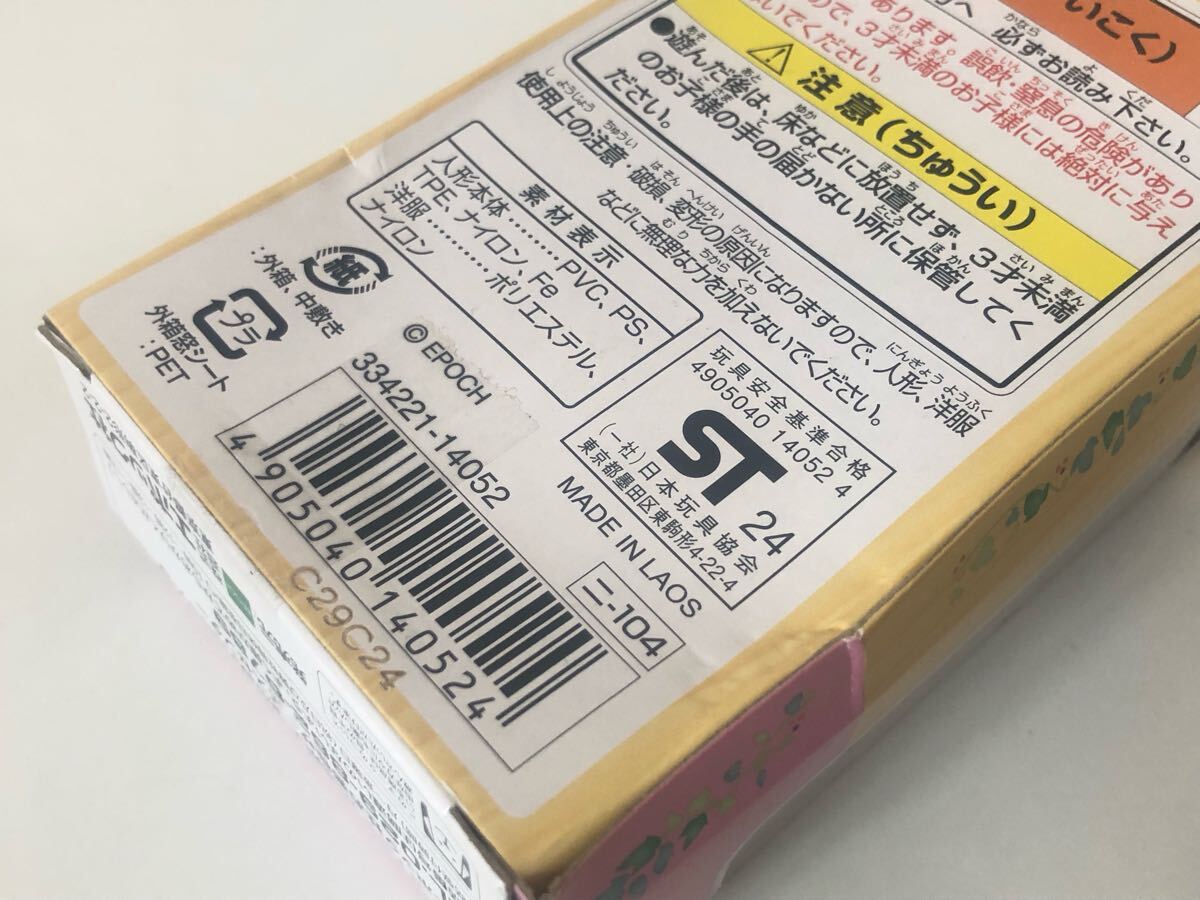 いこく)
へ 必ずお読み下さい。
あります。誤飲・窒息の危険があり
ので、3才未満のお子様には絶対に与え
ないでください。
注意(ちゅうい)
●遊んだ後は、床などに放置せず、3才未満
のお子様の手の届かない所に保管してく
ださい。
使用上の注意・破損、変形の原因になりますので、人形、洋服
などに無理な力を加えないでください。
素材表示
人形本体……PVC、PS、
TPE、ナイロン、Fe
洋服…………ポリエステル、
ナイロン
紙
:外箱、中敷き
プラ
外箱窓シート
:PET
© EPOCH
334221-14052
4905040140524
C29C24
玩具安全基準合格
4905040 14052 4
ST 24
(一社)日本玩具協会
東京都墨田区東駒形4-22-4
MADE IN LAOS
ニ-104